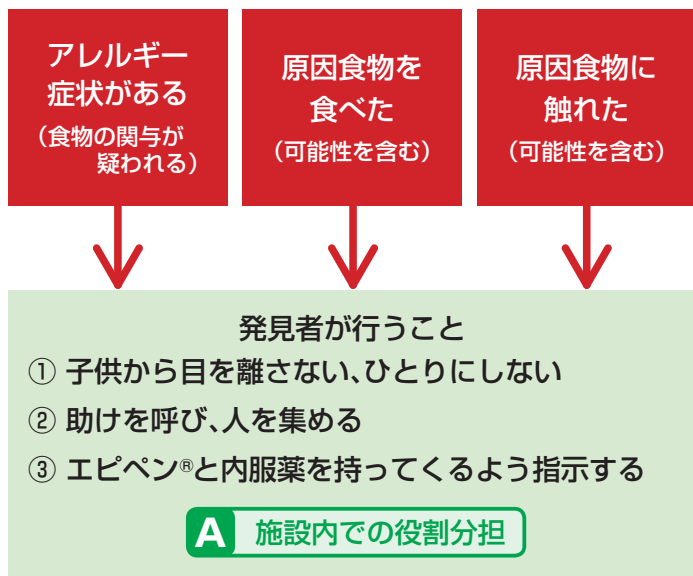 アレルギー
症状がある
（食物の関与が
疑われる）
原因食物を
食べた
（可能性を含む）
原因食物に
触れた
（可能性を含む）
発見者が行うこと
① 子供から目を離さない、ひとりにしない
② 助けを呼び、人を集める
③ エピペン®と内服薬を持ってくるよう指示する
A 施設内での役割分担